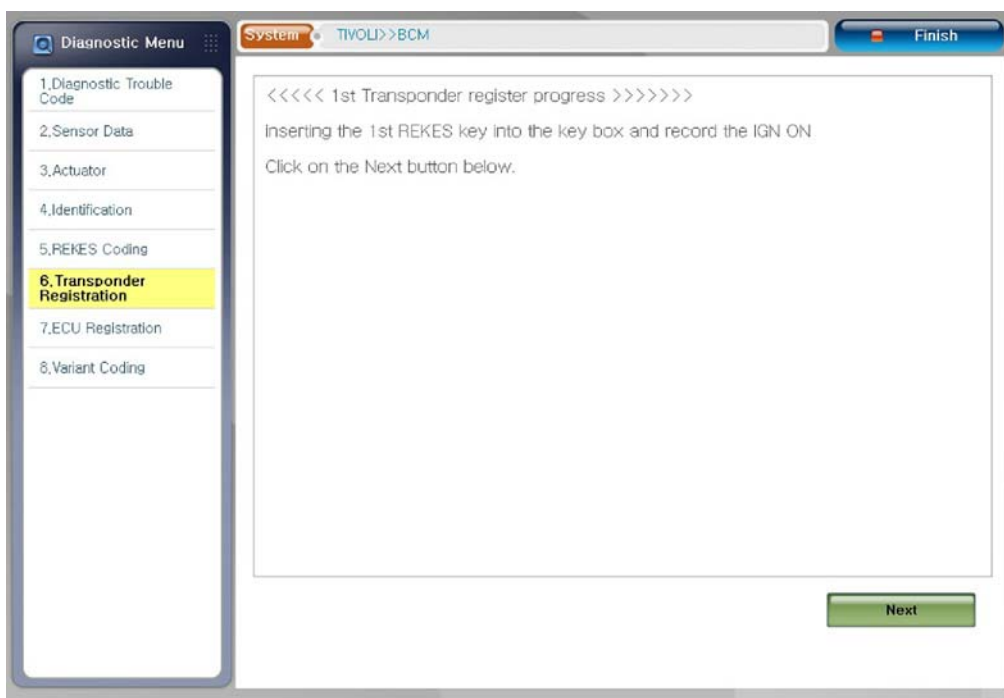 Diagnostic Menu
System
TIVOLI>>BCM
Finish
1.Diagnostic Trouble
Code
2.Sensor Data
3.Actuator
4.Identification
5.REKES Coding
6.Transponder
Registration
7.ECU Registration
8.Variant Coding
<<<<< 1st Transponder register progress >>>>>>>
inserting the 1st REKES key into the key box and record the IGN ON
Click on the Next button below.
Next